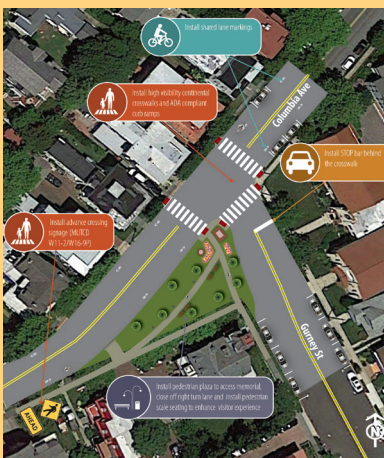 Install shared lane markings
Columbia Ave
Install high visibility continental
crosswalks and ADA compliant
curb ramps
Install STOP bar behind
the crosswalk
Install advance crossing
signage (MUTCD
W11-2/W16-9P)
Gurney St
Install pedestrian plaza to access memorial,
close off right turn lane and install pedestrian
scale seating to enhance visitor experience
AHEAD
N